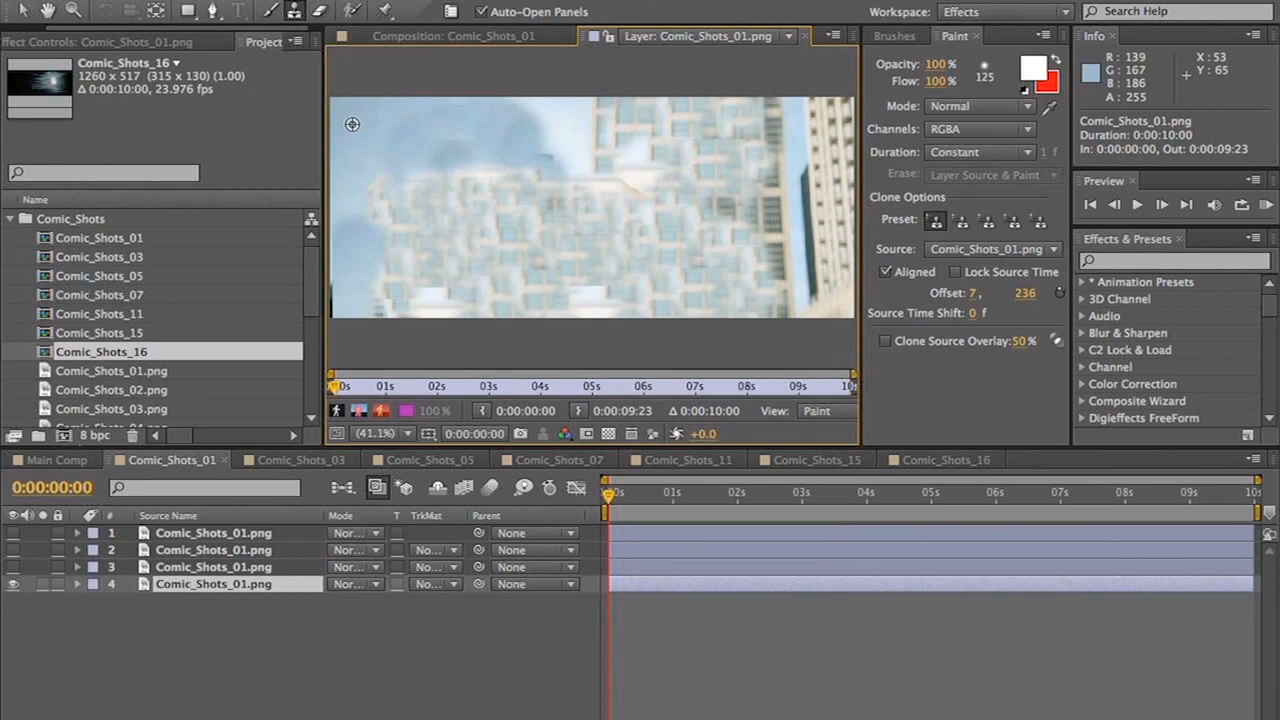 Auto-Open Panels
Workspace: Effects
Search Help
ffect Controls: Comic_Shots_01.png
Project
Composition: Comic_Shots_01
Layer: Comic_Shots_01.png
Brushes
Paint
Info
Comic_Shots_16
1260 x 517 (315 x 130) (1.00)
Δ 0:00:10:00, 23.976 fps
Opacity: 100 %
Flow: 100 %
125
Mode: Normal
Channels: RGBA
Duration: Constant 1 f
Erase: Layer Source & Paint
Clone Options
Preset:
Source: Comic_Shots_01.png
Aligned
Lock Source Time
Offset: 7, 236
Source Time Shift: 0 f
Clone Source Overlay: 50 %
R: 139
G: 167
B: 186
A: 255
X: 53
Y: 65
Comic_Shots_01.png
Duration: 0:00:10:00
In: 0:00:00:00, Out: 0:00:09:23
Preview
Effects & Presets
* Animation Presets
3D Channel
Audio
Blur & Sharpen
C2 Lock & Load
Channel
Color Correction
Composite Wizard
Digieffects FreeForm
Name
Comic_Shots
Comic_Shots_01
Comic_Shots_03
Comic_Shots_05
Comic_Shots_07
Comic_Shots_11
Comic_Shots_15
Comic_Shots_16
Comic_Shots_01.png
Comic_Shots_02.png
Comic_Shots_03.png
8 bpc
0s 01s 02s 03s 04s 05s 06s 07s 08s 09s 10s
100 %
0:00:00:00
0:00:09:23
Δ 0:00:10:00
View: Paint
(41.1%)
0:00:00:00
+0.0
Main Comp
Comic_Shots_01
Comic_Shots_03
Comic_Shots_05
Comic_Shots_07
Comic_Shots_11
Comic_Shots_15
Comic_Shots_16
0:00:00:00
00s 01s 02s 03s 04s 05s 06s 07s 08s 09s 10s
# Source Name Mode T TrkMat Parent
1 Comic_Shots_01.png Nor... None
2 Comic_Shots_01.png Nor... No... None
3 Comic_Shots_01.png Nor... No... None
4 Comic_Shots_01.png Nor... No... None